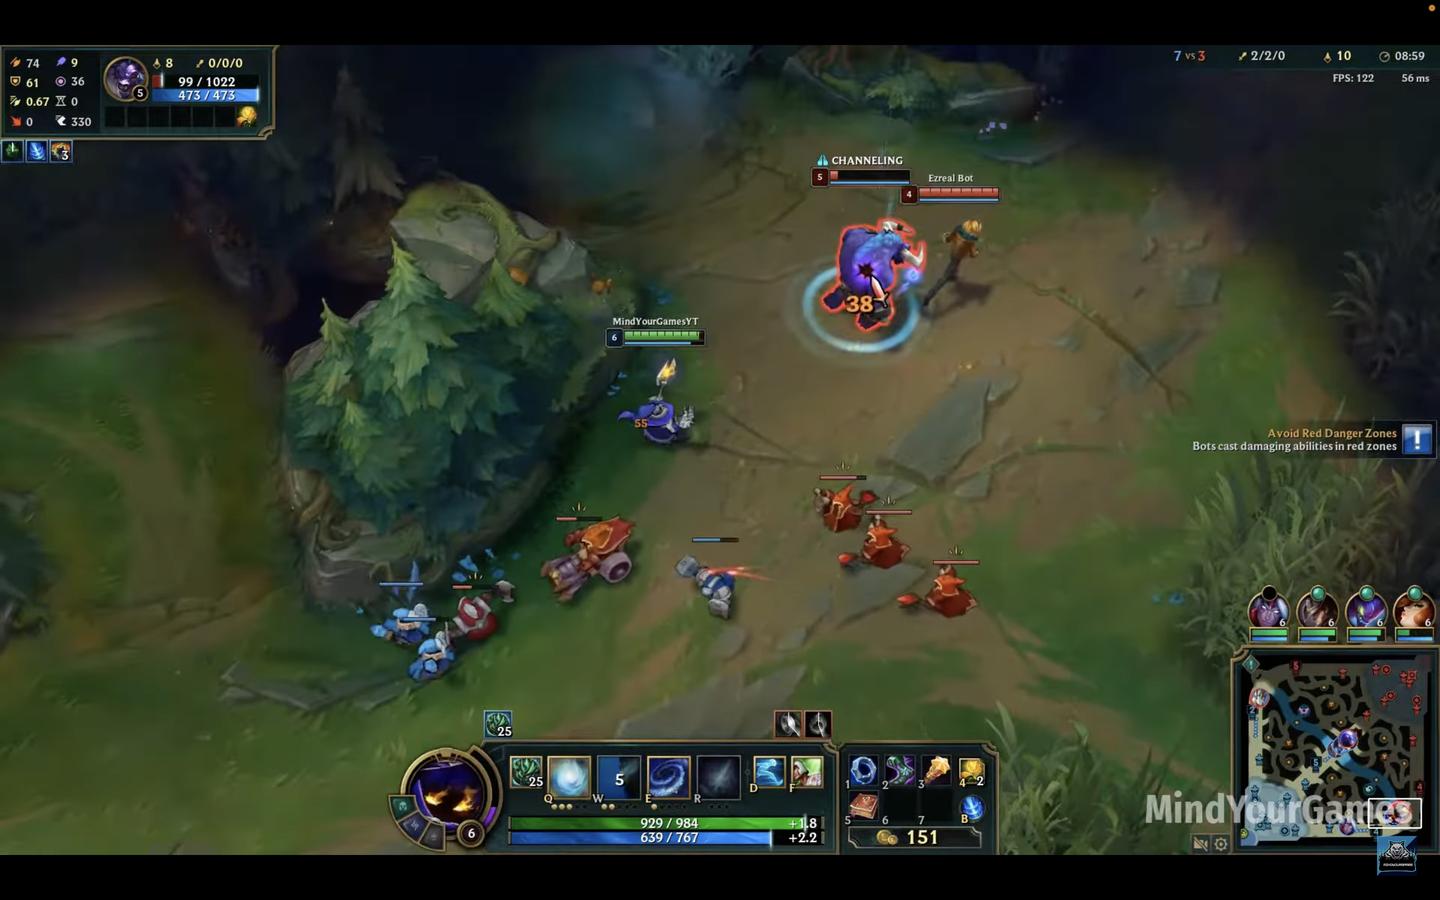 74 9
61 36
0.67 0
0 330
8 0/0/0
99 / 1022
473 / 473
5
3
7 vs 3 2/2/0 10 08:59
FPS: 122 56 ms
CHANNELING
5
Ezreal Bot
4
38
MindYourGamesYT
6
55
Avoid Red Danger Zones
Bots cast damaging abilities in red zones
!
6 6 6 6
25
25 5
Q W E R D F
6
929 / 984 +1.8
639 / 767 +2.2
1 2 3 4 2
5 6 7 B
151
MindYourGames